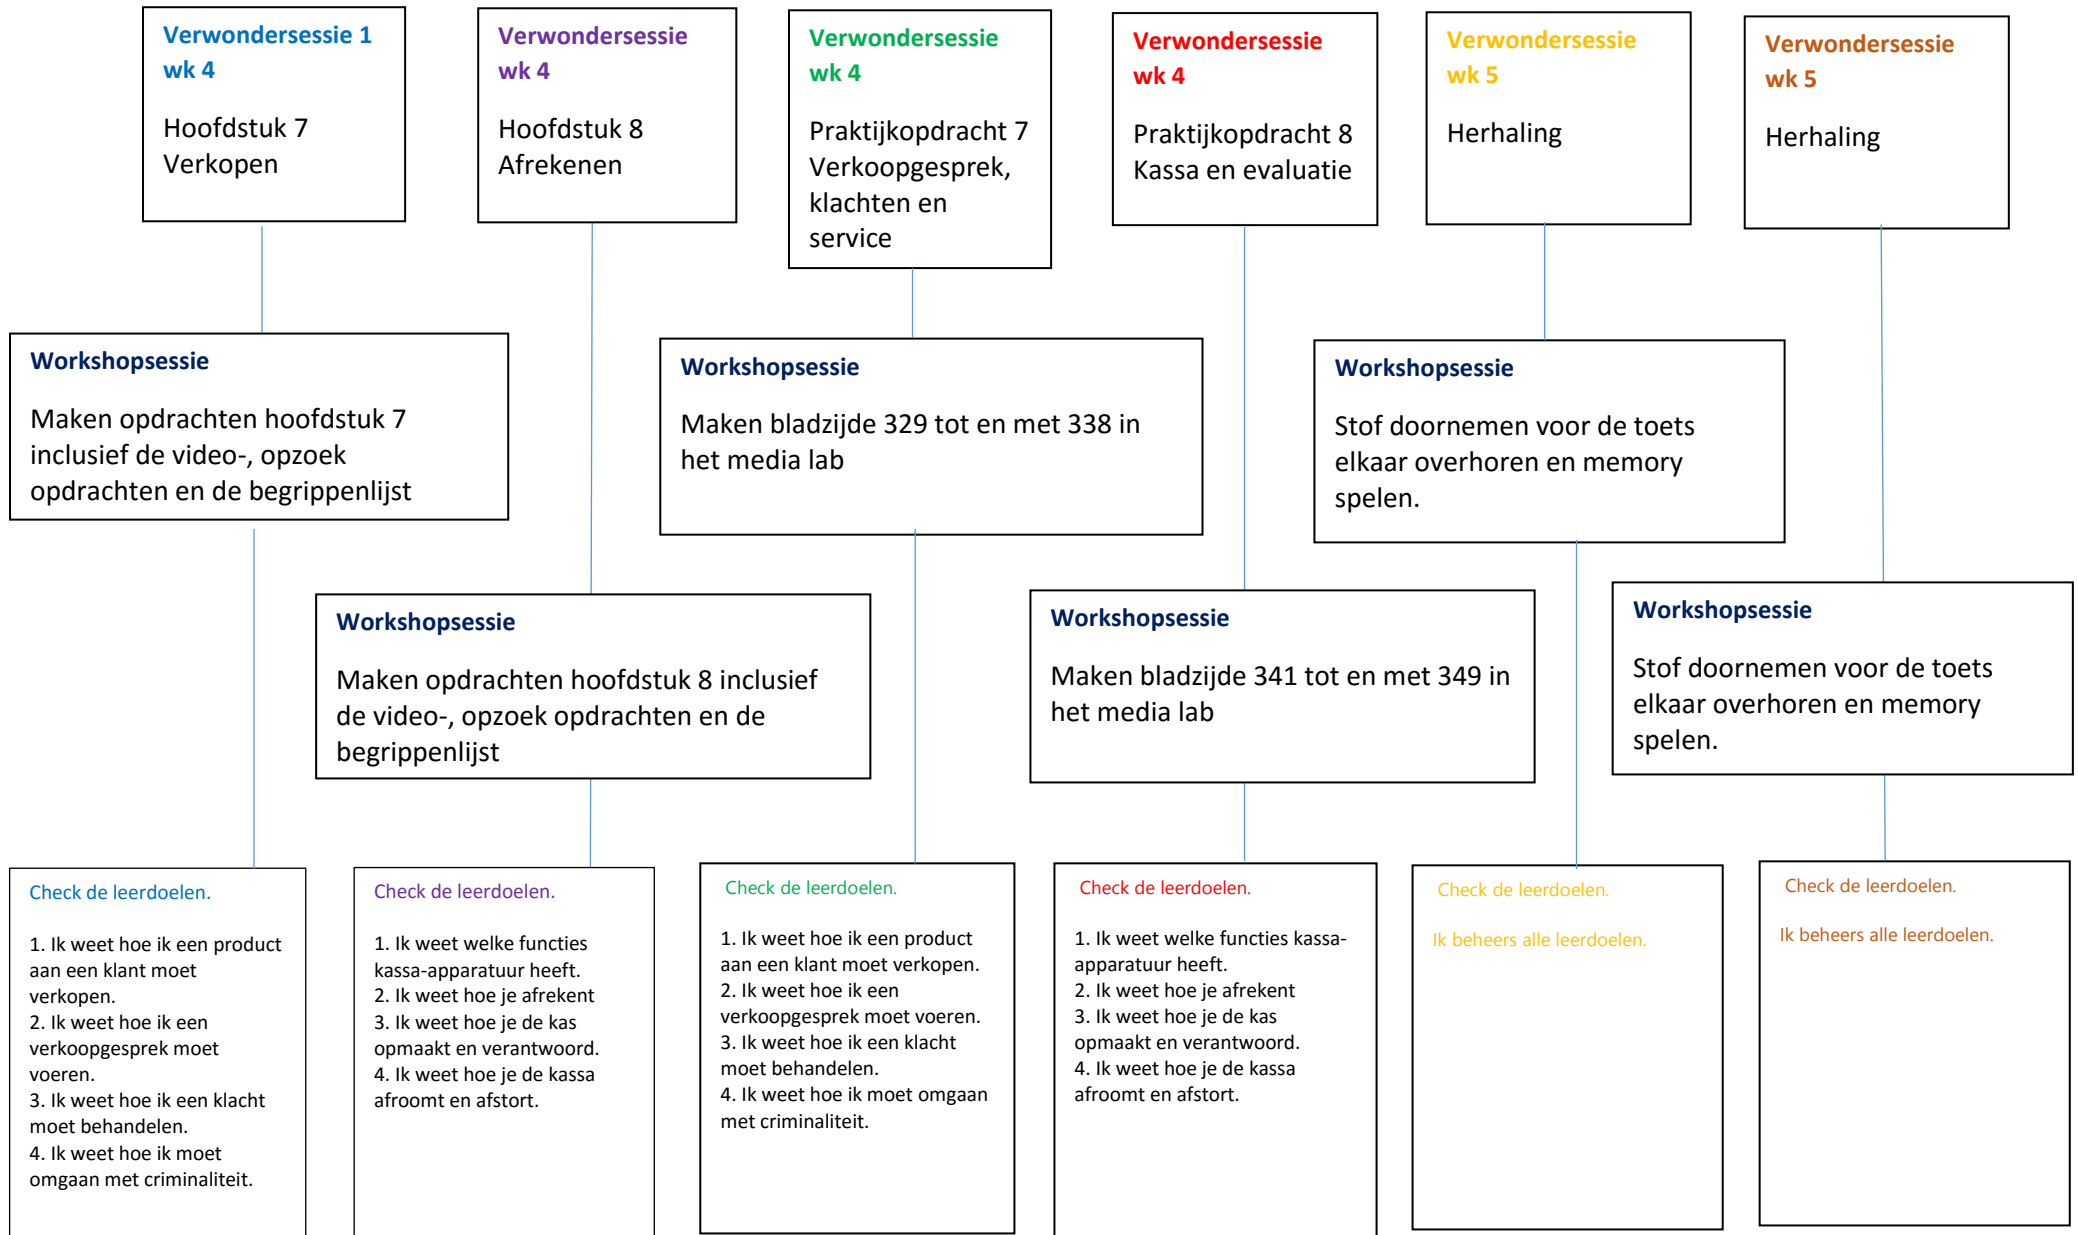 Verwondersessie 1
wk 4
Hoofdstuk 7
Verkopen
Verwondersessie
wk 4
Hoofdstuk 8
Afrekenen
Verwondersessie
wk 4
Praktijkopdracht 7
Verkoopgesprek,
klachten en
service
Verwondersessie
wk 4
Praktijkopdracht 8
Kassa en evaluatie
Verwondersessie
wk 5
Herhaling
Verwondersessie
wk 5
Herhaling
Workshopsessie
Maken opdrachten hoofdstuk 7
inclusief de video-, opzoek
opdrachten en de begrippenlijst
Workshopsessie
Maken bladzijde 329 tot en met 338 in
het media lab
Workshopsessie
Stof doornemen voor de toets
elkaar overhoren en memory
spelen.
Workshopsessie
Maken opdrachten hoofdstuk 8 inclusief
de video-, opzoek opdrachten en de
begrippenlijst
Workshopsessie
Maken bladzijde 341 tot en met 349 in
het media lab
Workshopsessie
Stof doornemen voor de toets
elkaar overhoren en memory
spelen.
Check de leerdoelen.
1. Ik weet hoe ik een product
aan een klant moet
verkopen.
2. Ik weet hoe ik een
verkoopgesprek moet
voeren.
3. Ik weet hoe ik een klacht
moet behandelen.
4. Ik weet hoe ik moet
omgaan met criminaliteit.
Check de leerdoelen.
1. Ik weet welke functies
kassa-apparatuur heeft.
2. Ik weet hoe je afrekent
3. Ik weet hoe je de kas
opmaakt en verantwoord.
4. Ik weet hoe je de kassa
afroomt en afstort.
Check de leerdoelen.
1. Ik weet hoe ik een product
aan een klant moet verkopen.
2. Ik weet hoe ik een
verkoopgesprek moet voeren.
3. Ik weet hoe ik een klacht
moet behandelen.
4. Ik weet hoe ik moet omgaan
met criminaliteit.
Check de leerdoelen.
1. Ik weet welke functies kassa-
apparatuur heeft.
2. Ik weet hoe je afrekent
3. Ik weet hoe je de kas
opmaakt en verantwoord.
4. Ik weet hoe je de kassa
afroomt en afstort.
Check de leerdoelen.
Ik beheers alle leerdoelen.
Check de leerdoelen.
Ik beheers alle leerdoelen.